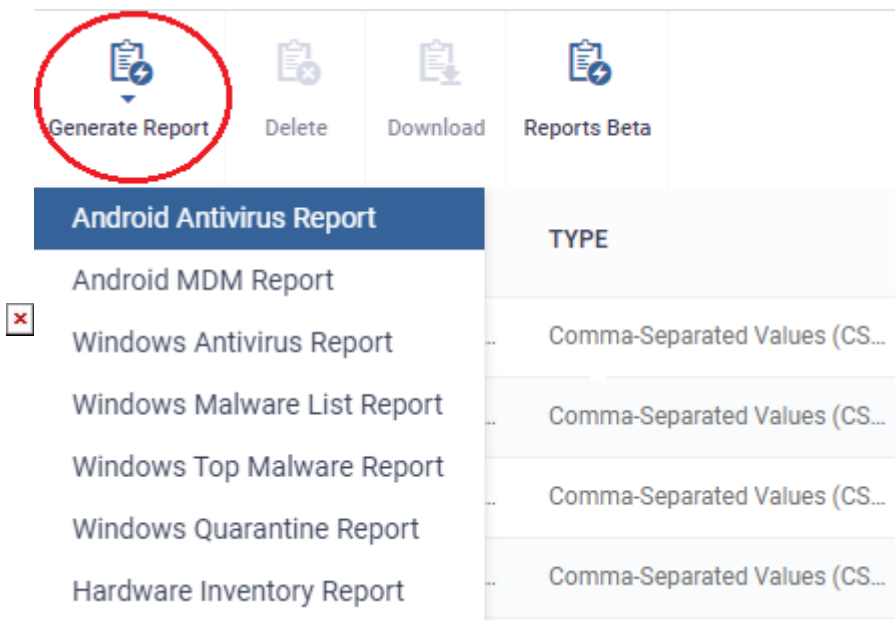 Generate Report
Delete
Download
Reports Beta
Android Antivirus Report
Android MDM Report
Windows Antivirus Report
Windows Malware List Report
Windows Top Malware Report
Windows Quarantine Report
Hardware Inventory Report
TYPE
... Comma-Separated Values (CS...
... Comma-Separated Values (CS...
... Comma-Separated Values (CS...
... Comma-Separated Values (CS...